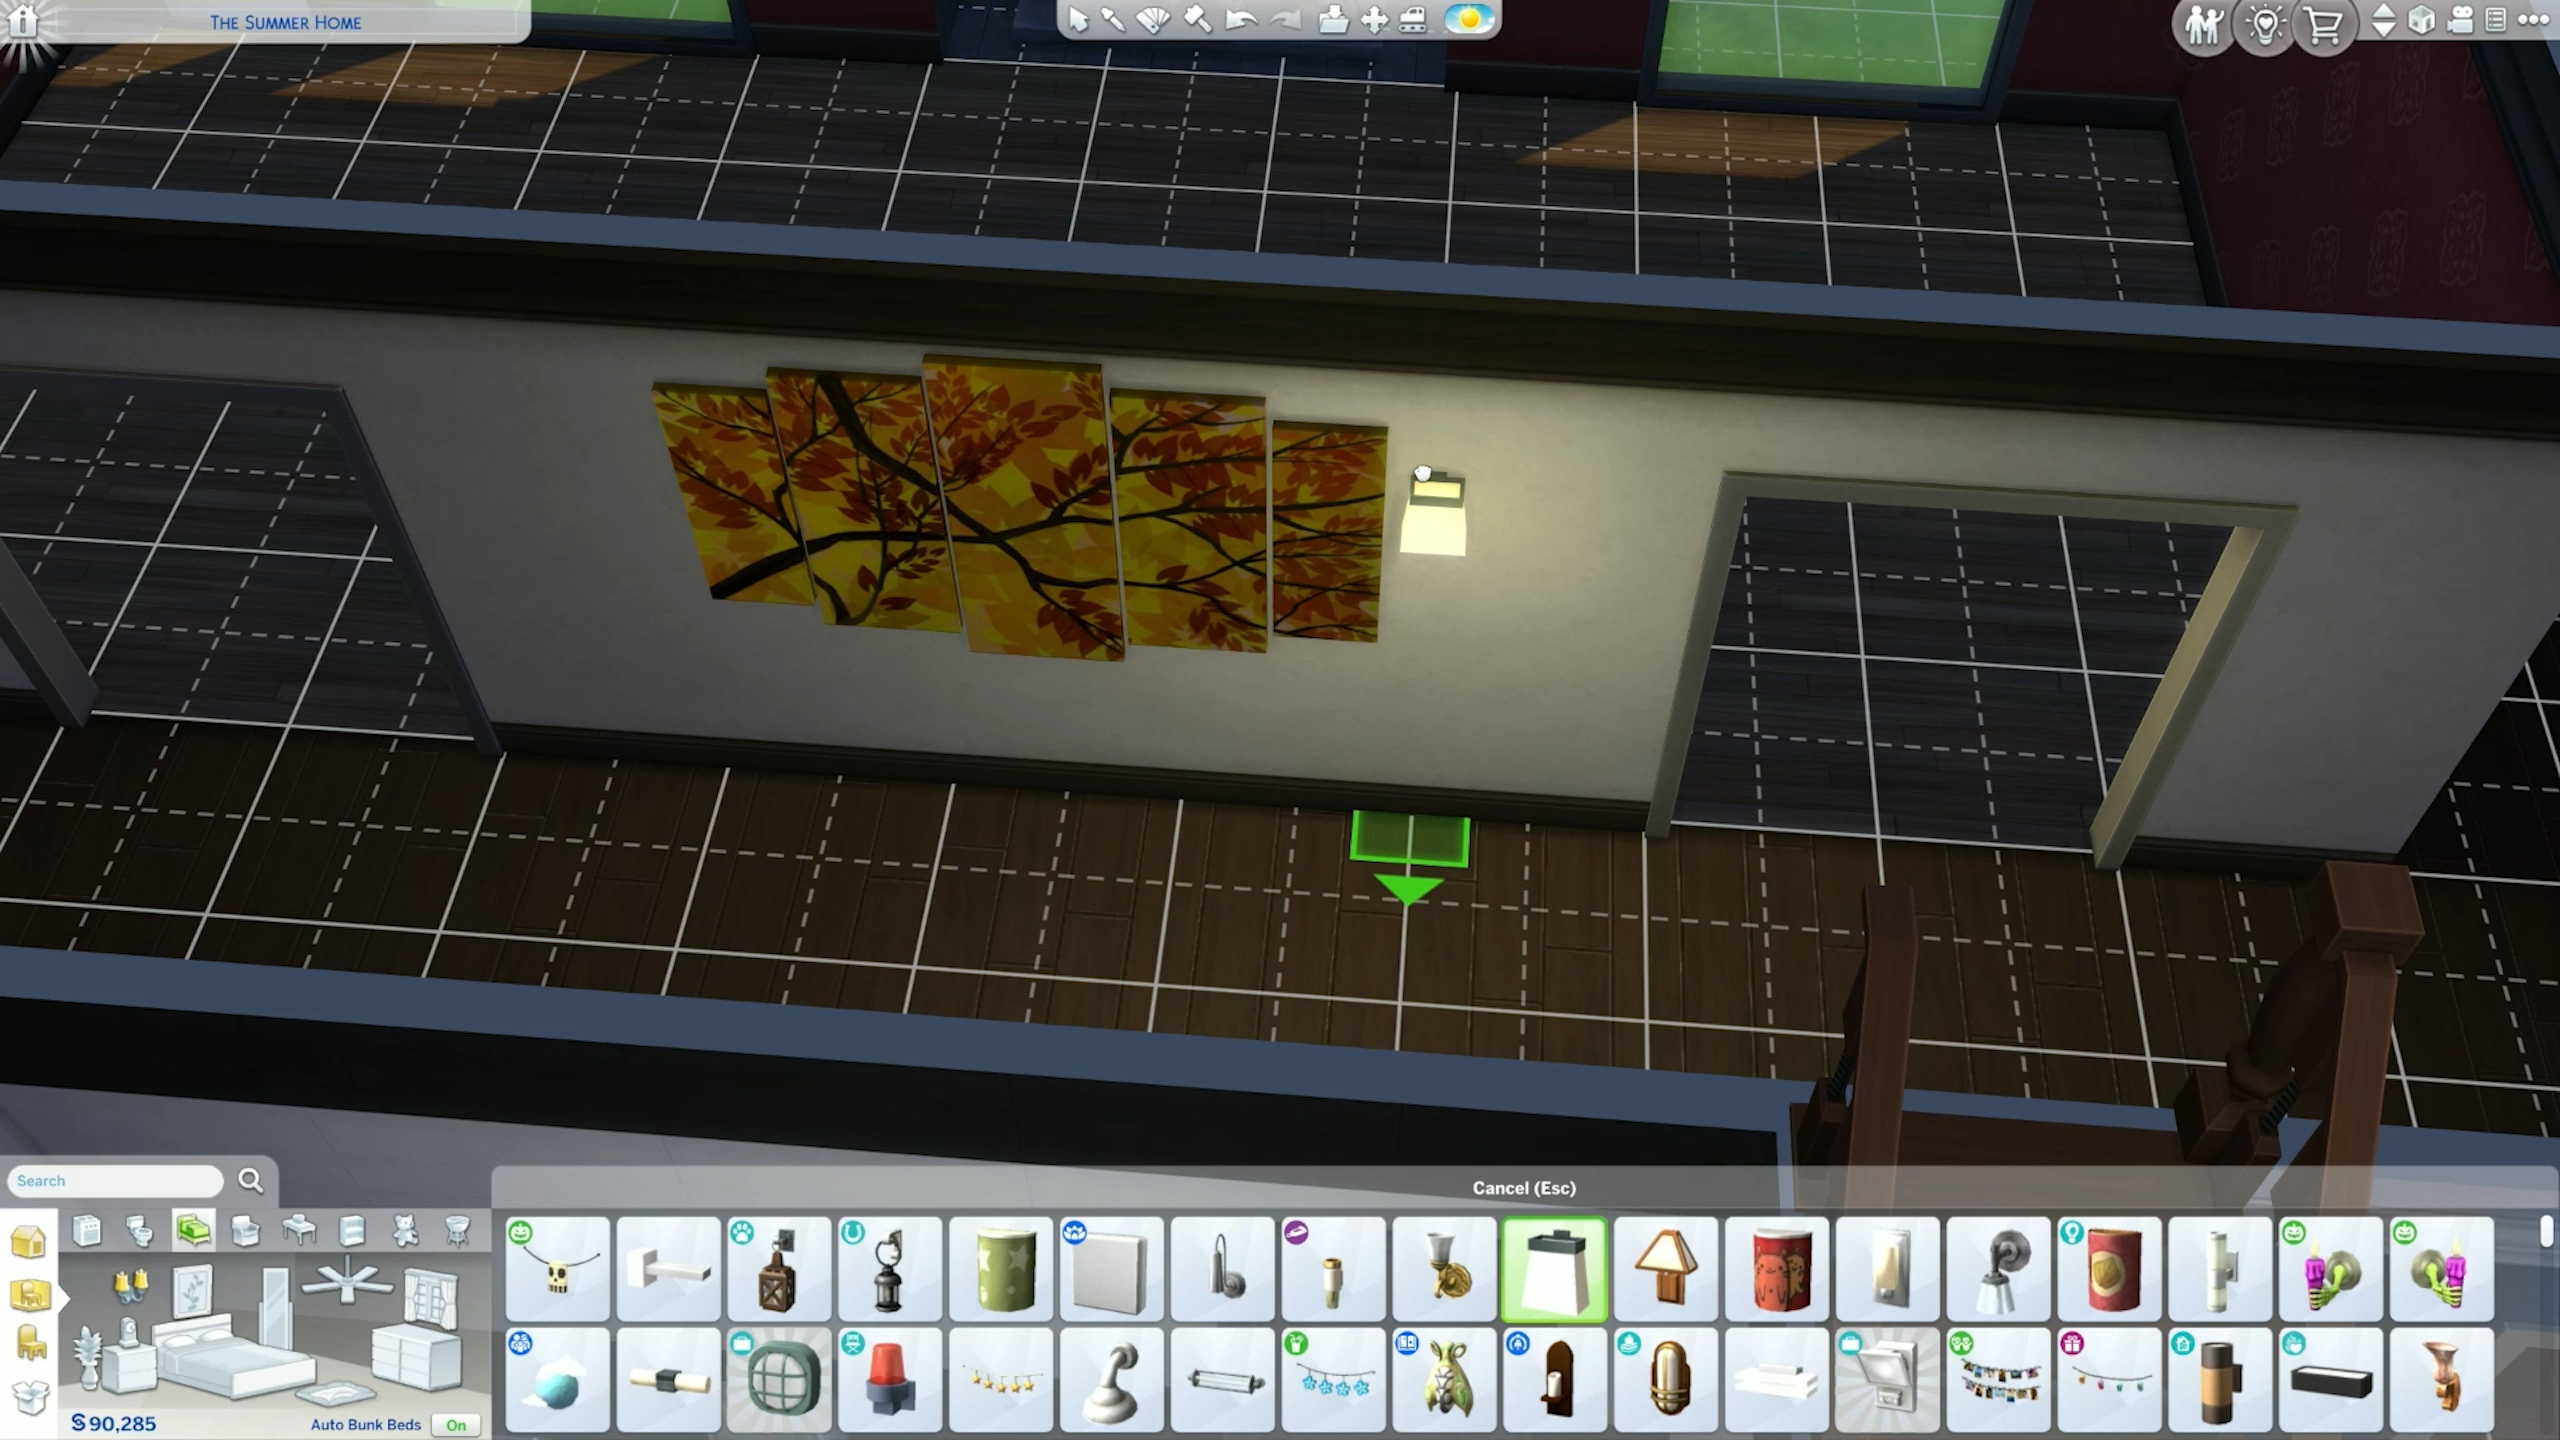 The Summer Home
Search
Cancel (Esc)
§90,285
Auto Bunk Beds
On